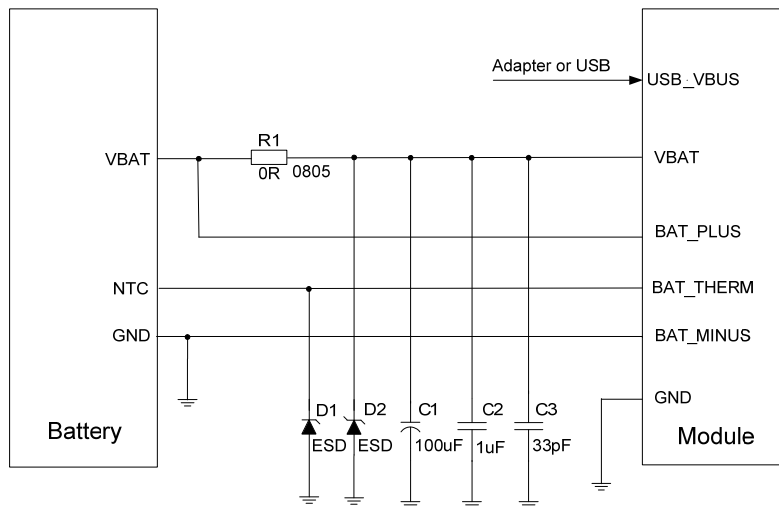 Adapter or USB
USB_VBUS
R1
VBAT
0R 0805
VBAT
BAT_PLUS
NTC
BAT_THERM
GND
BAT_MINUS
GND
D1
D2
C1
C2
C3
Battery
ESD
ESD
100uF
1uF
33pF
Module